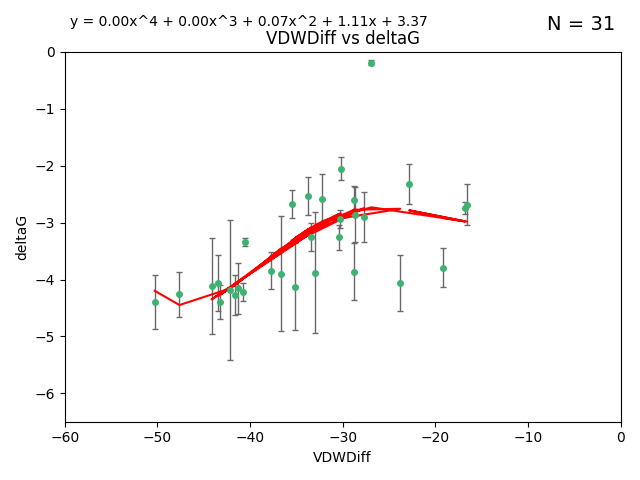 y = 0.00x^4 + 0.00x^3 + 0.07x^2 + 1.11x + 3.37
N = 31
VDWDiff vs deltaG
0
−1
−2
−3
−4
−5
−6
deltaG
−60 −50 −40 −30 −20 −10 0
VDWDiff